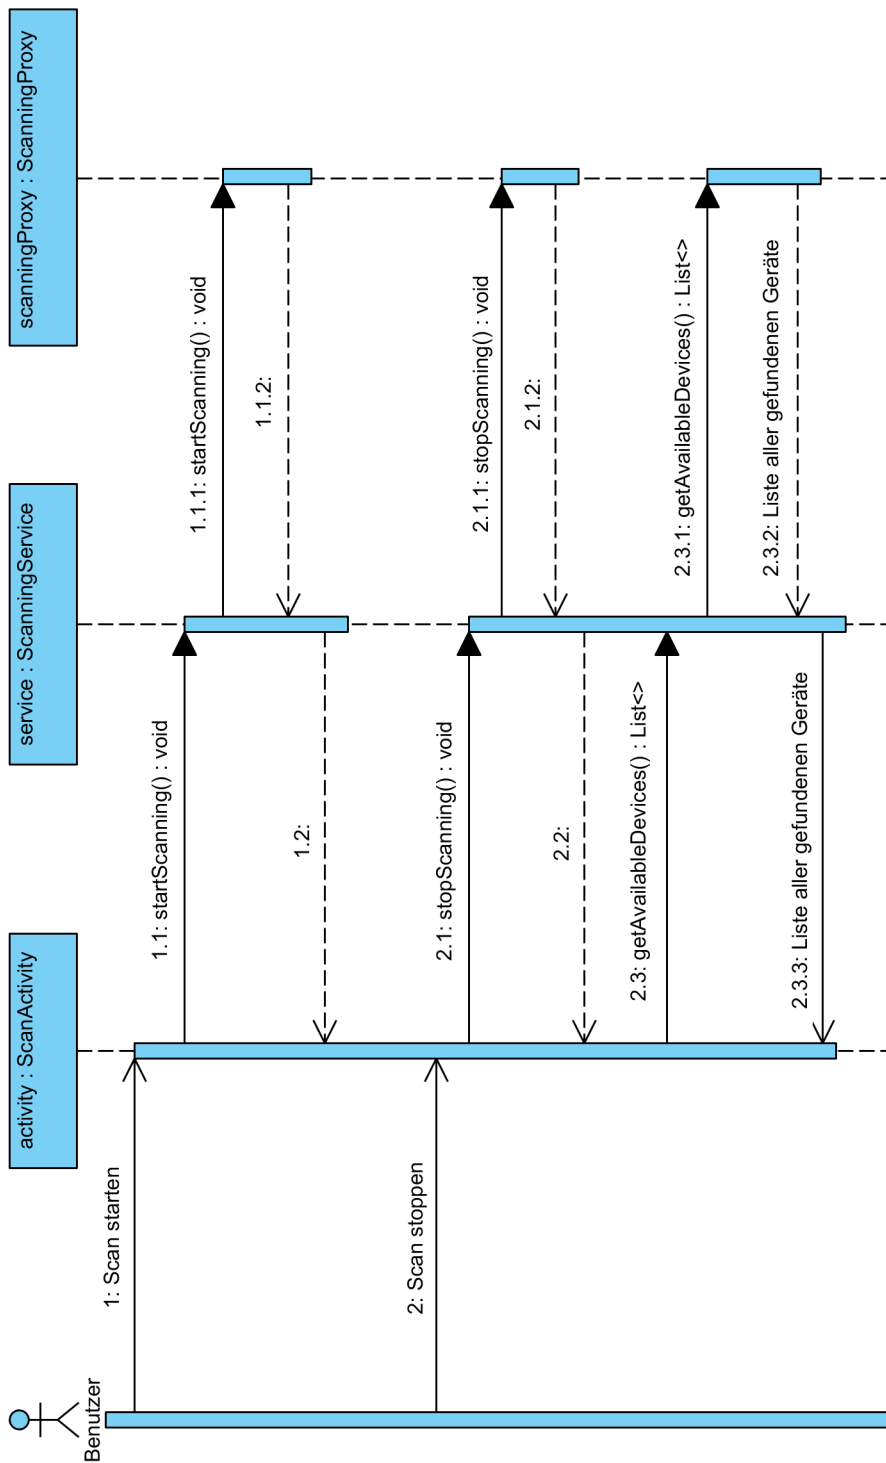 Benutzer
activity : ScanActivity
service : ScanningService
scanningProxy : ScanningProxy
1: Scan starten
1.1: startScanning() : void
1.1.1: startScanning() : void
1.1.2:
1.2:
2: Scan stoppen
2.1: stopScanning() : void
2.1.1: stopScanning() : void
2.1.2:
2.2:
2.3: getAvailableDevices() : List<>
2.3.1: getAvailableDevices() : List<>
2.3.2: Liste aller gefundenen Geräte
2.3.3: Liste aller gefundenen Geräte